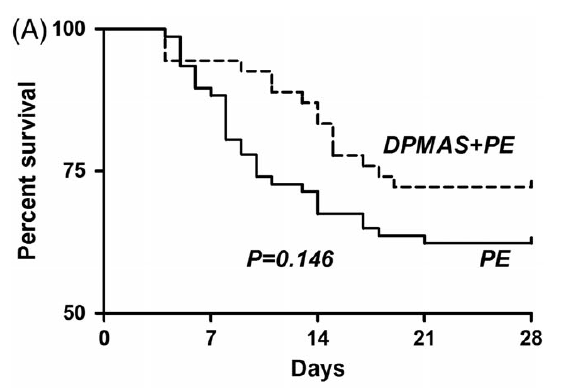 (A)
100
75
50
Percent survival
DPMAS+PE
P=0.146
PE
0 7 14 21 28
Days